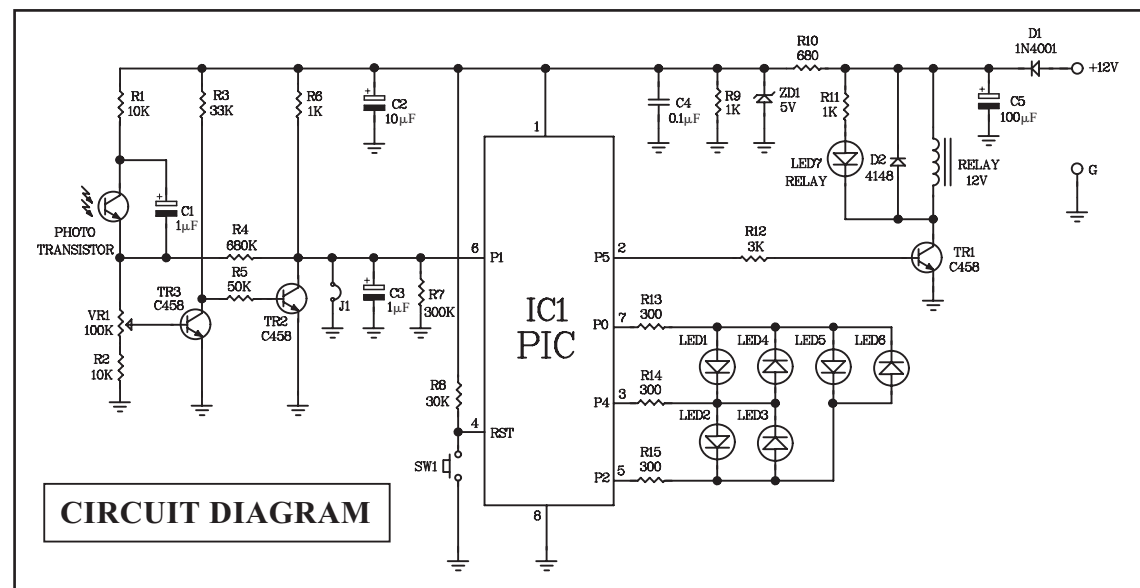 D1
1N4001
+12V
R10
680
R1
10K
R3
33K
R6
1K
+
C2
10μF
C4
0.1μF
R9
1K
ZD1
5V
R11
1K
+
C5
100μF
1
LED7
RELAY
D2
4148
RELAY
12V
G
PHOTO
TRANSISTOR
+
C1
1μF
R4
680K
R5
50K
6
P1
2
P5
R12
3K
TR1
C458
TR3
C458
VR1
100K
TR2
C458
J1
+
C3
1μF
R7
300K
IC1
PIC
P0
7
R13
300
LED1
LED4
LED5
LED6
R2
10K
R8
30K
P4
3
R14
300
LED2
LED3
4
RST
SW1
P2
5
R15
300
8
CIRCUIT DIAGRAM